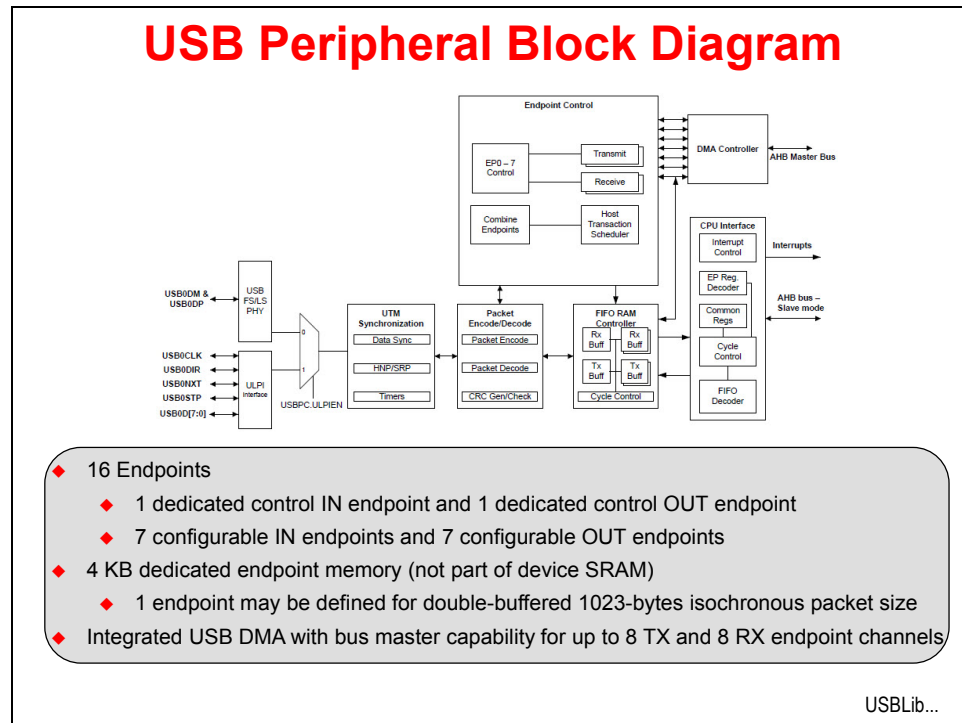 USB Peripheral Block Diagram
Endpoint Control
EP0 – 7
Control
Transmit
Receive
Combine
Endpoints
Host
Transaction
Scheduler
DMA Controller
AHB Master Bus
CPU Interface
Interrupt
Control
Interrupts
EP Reg.
Decoder
Common
Regs
AHB bus –
Slave mode
Cycle
Control
FIFO
Decoder
USB0DM &
USB0DP
USB
FS/LS
PHY
USB0CLK
USB0DIR
USB0NXT
USB0STP
USB0D[7:0]
ULPI
Interface
0
1
USBPC.ULPIEN
UTM
Synchronization
Data Sync
HNP/SRP
Timers
Packet
Encode/Decode
Packet Encode
Packet Decode
CRC Gen/Check
FIFO RAM
Controller
Rx
Buff
Rx
Buff
Tx
Buff
Tx
Buff
Cycle Control
16 Endpoints
1 dedicated control IN endpoint and 1 dedicated control OUT endpoint
7 configurable IN endpoints and 7 configurable OUT endpoints
4 KB dedicated endpoint memory (not part of device SRAM)
1 endpoint may be defined for double-buffered 1023-bytes isochronous packet size
Integrated USB DMA with bus master capability for up to 8 TX and 8 RX endpoint channels
USBLib...